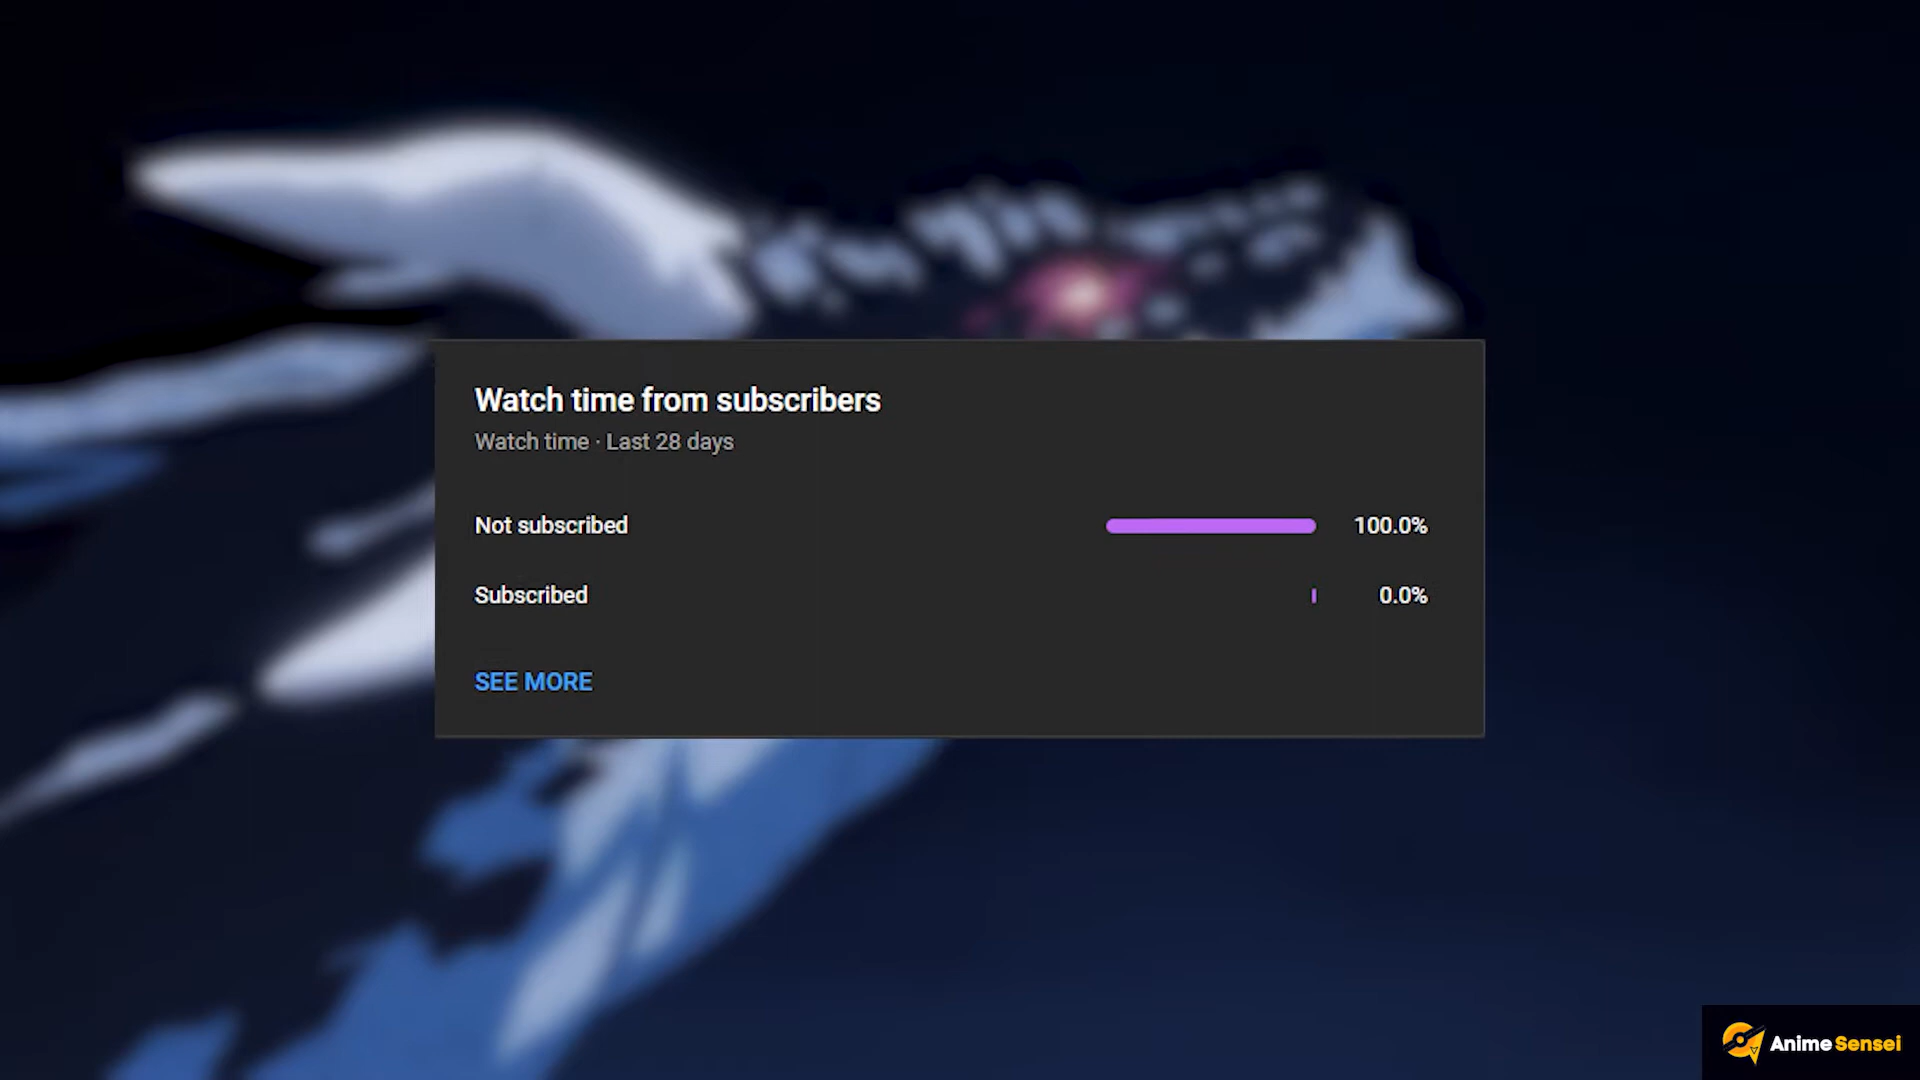 Watch time from subscribers
Watch time · Last 28 days
Not subscribed 100.0%
Subscribed 0.0%
SEE MORE
Anime Sensei